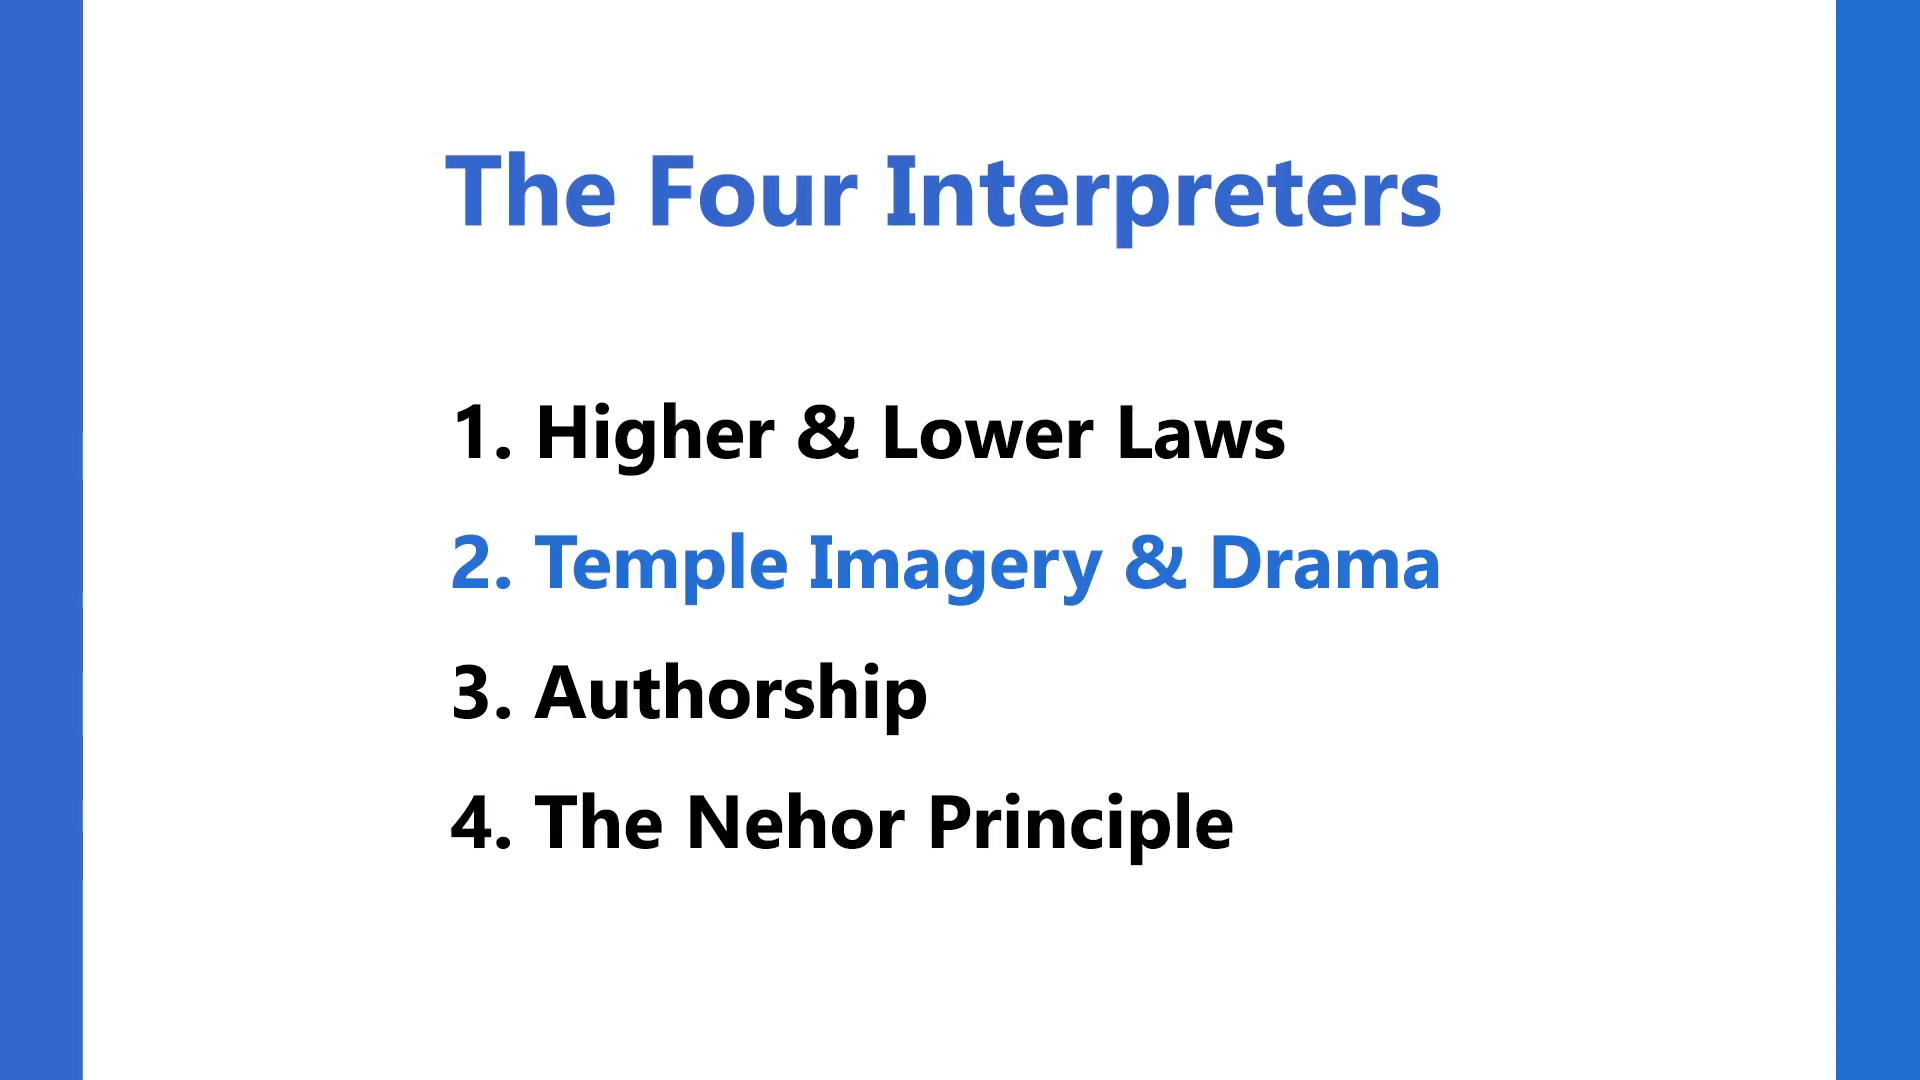 The Four Interpreters
1. Higher & Lower Laws
2. Temple Imagery & Drama
3. Authorship
4. The Nehor Principle